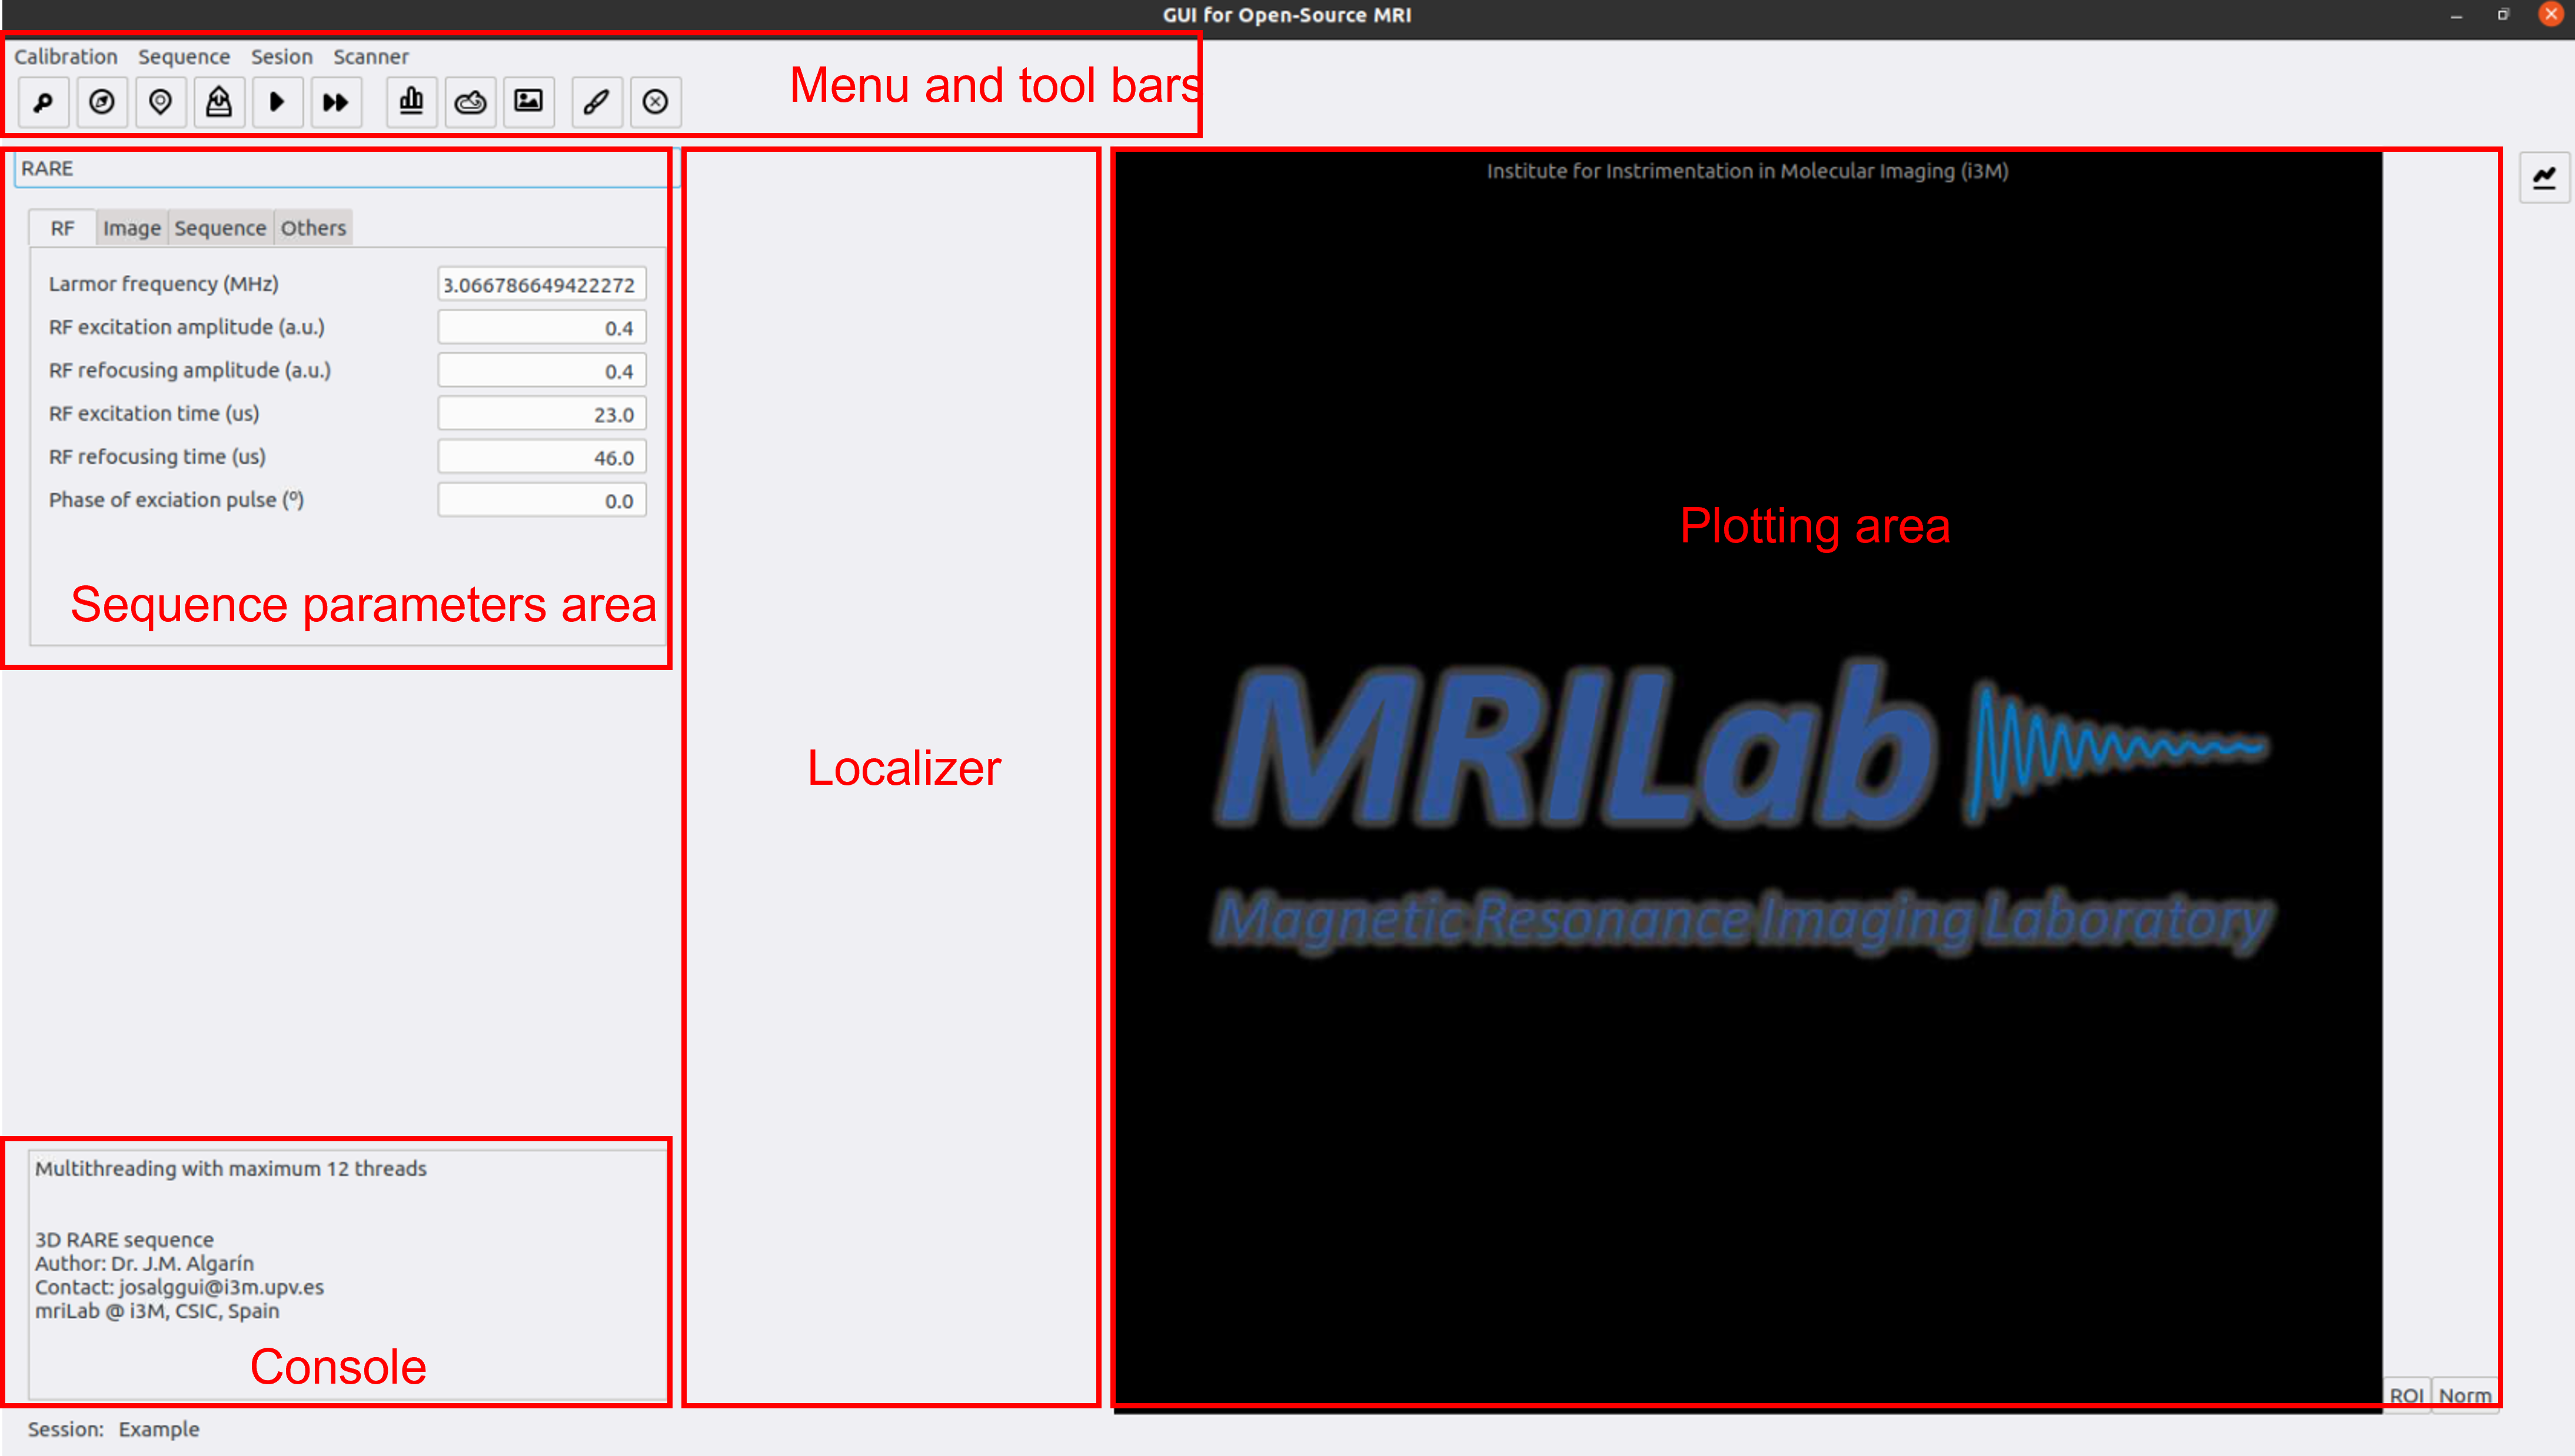 GUI for Open-Source MRI
Calibration Sequence Sesion Scanner
Menu and tool bars
RARE
RF Image Sequence Others
Larmor frequency (MHz) 3.066786649422272
RF excitation amplitude (a.u.) 0.4
RF refocusing amplitude (a.u.) 0.4
RF excitation time (us) 23.0
RF refocusing time (us) 46.0
Phase of exciation pulse (º) 0.0
Sequence parameters area
Multithreading with maximum 12 threads
3D RARE sequence
Author: Dr. J.M. Algarín
Contact: josalggui@i3m.upv.es
mriLab @ i3M, CSIC, Spain
Console
Session: Example
Localizer
Institute for Instrimentation in Molecular Imaging (i3M)
Plotting area
MRILab
Magnetic Resonance Imaging Laboratory
ROI Norm